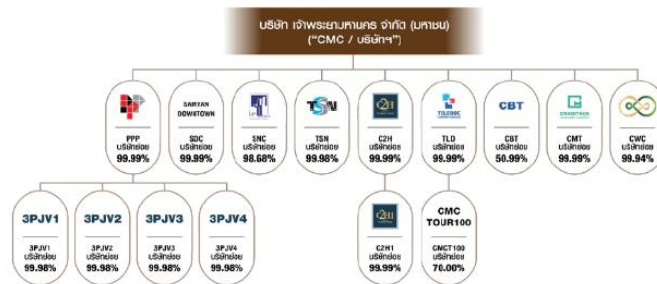 บริษัท เจ้าพระยามหานคร จำกัด (มหาชน)
("CMC / บริษัทฯ")
SAMYAN
DOWNTOWN
TSN
C2H
TILEDEC
CBT
PPP
บริษัทย่อย
99.99%
SDC
บริษัทย่อย
99.99%
SNC
บริษัทย่อย
98.68%
TSN
บริษัทย่อย
99.98%
C2H
บริษัทย่อย
99.99%
TLD
บริษัทย่อย
99.99%
CBT
บริษัทย่อย
50.99%
CMT
บริษัทย่อย
99.99%
CWC
บริษัทย่อย
99.94%
3PJV1
3PJV1
บริษัทย่อย
99.98%
3PJV2
3PJV2
บริษัทย่อย
99.98%
3PJV3
3PJV3
บริษัทย่อย
99.98%
3PJV4
3PJV4
บริษัทย่อย
99.98%
C2H1
C2H1
บริษัทย่อย
99.99%
CMC
TOUR100
CMCT100
บริษัทย่อย
70.00%